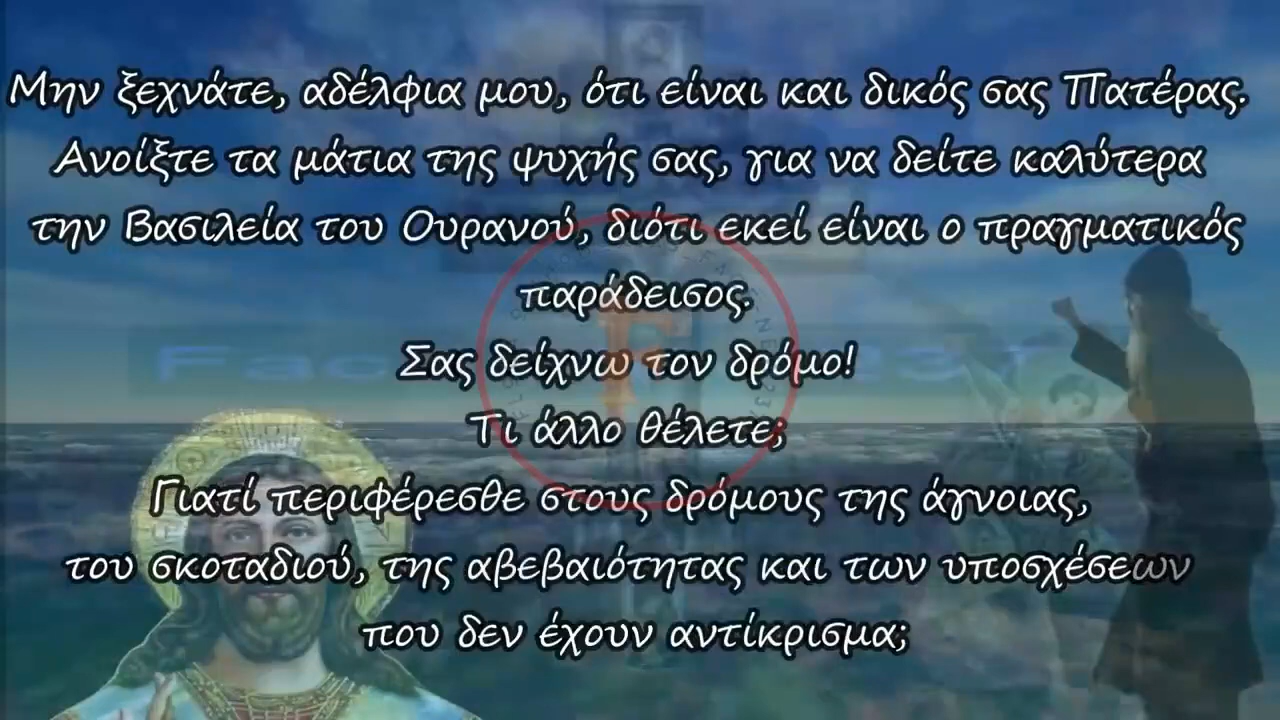 Μην ξεχνάτε, αδέλφια μου, ότι είναι και δικός σας Πατέρας.
Ανοίξτε τα μάτια της ψυχής σας, για να δείτε καλύτερα
την Βασιλεία του Ουρανού, διότι εκεί είναι ο πραγματικός
παράδεισος.
Σας δείχνω τον δρόμο!
Τι άλλο θέλετε;
Γιατί περιφέρεσθε στους δρόμους της άγνοιας,
του σκοταδιού, της αβεβαιότητας και των υποσχέσεων
που δεν έχουν αντίκρισμα;